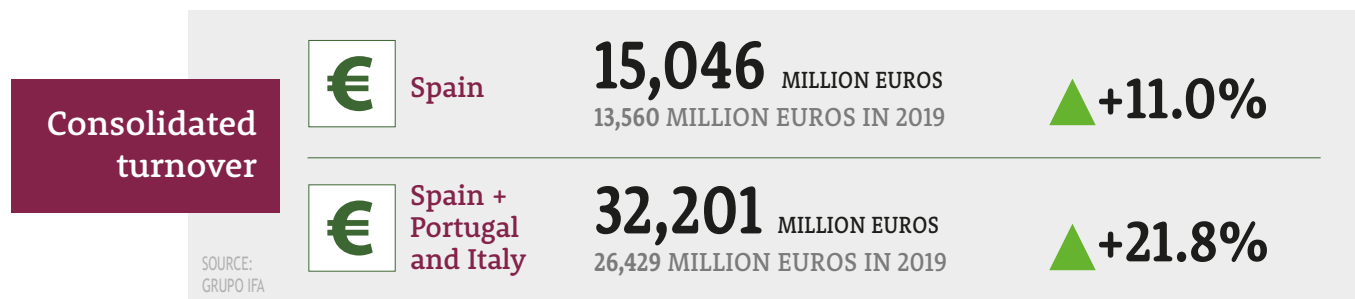 Consolidated
turnover
€ Spain
15,046 MILLION EUROS
13,560 MILLION EUROS IN 2019
+11.0%
€ Spain +
Portugal
and Italy
32,201 MILLION EUROS
26,429 MILLION EUROS IN 2019
+21.8%
SOURCE:
GRUPO IFA